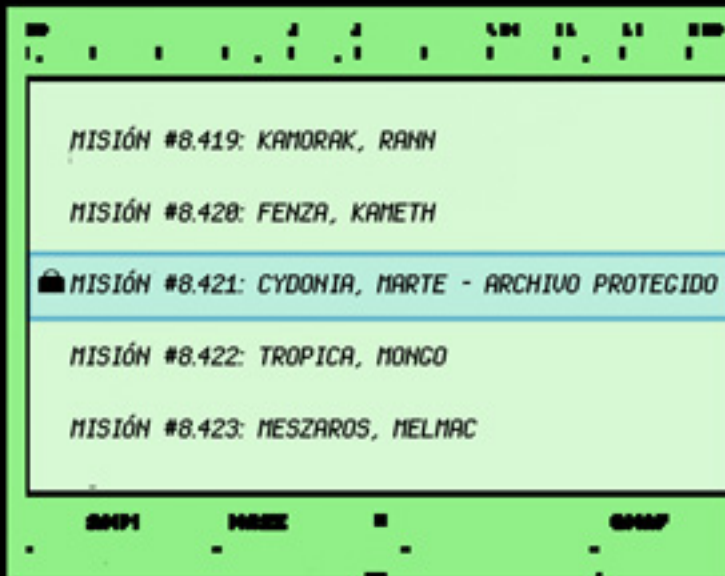 MISIÓN #8.419: KAMORAK, RANN
MISIÓN #8.420: FENZA, KAMETH
MISIÓN #8.421: CYDONIA, MARTE - ARCHIVO PROTEGIDO
MISIÓN #8.422: TROPICA, MONGO
MISIÓN #8.423: MESZAROS, MELMAC